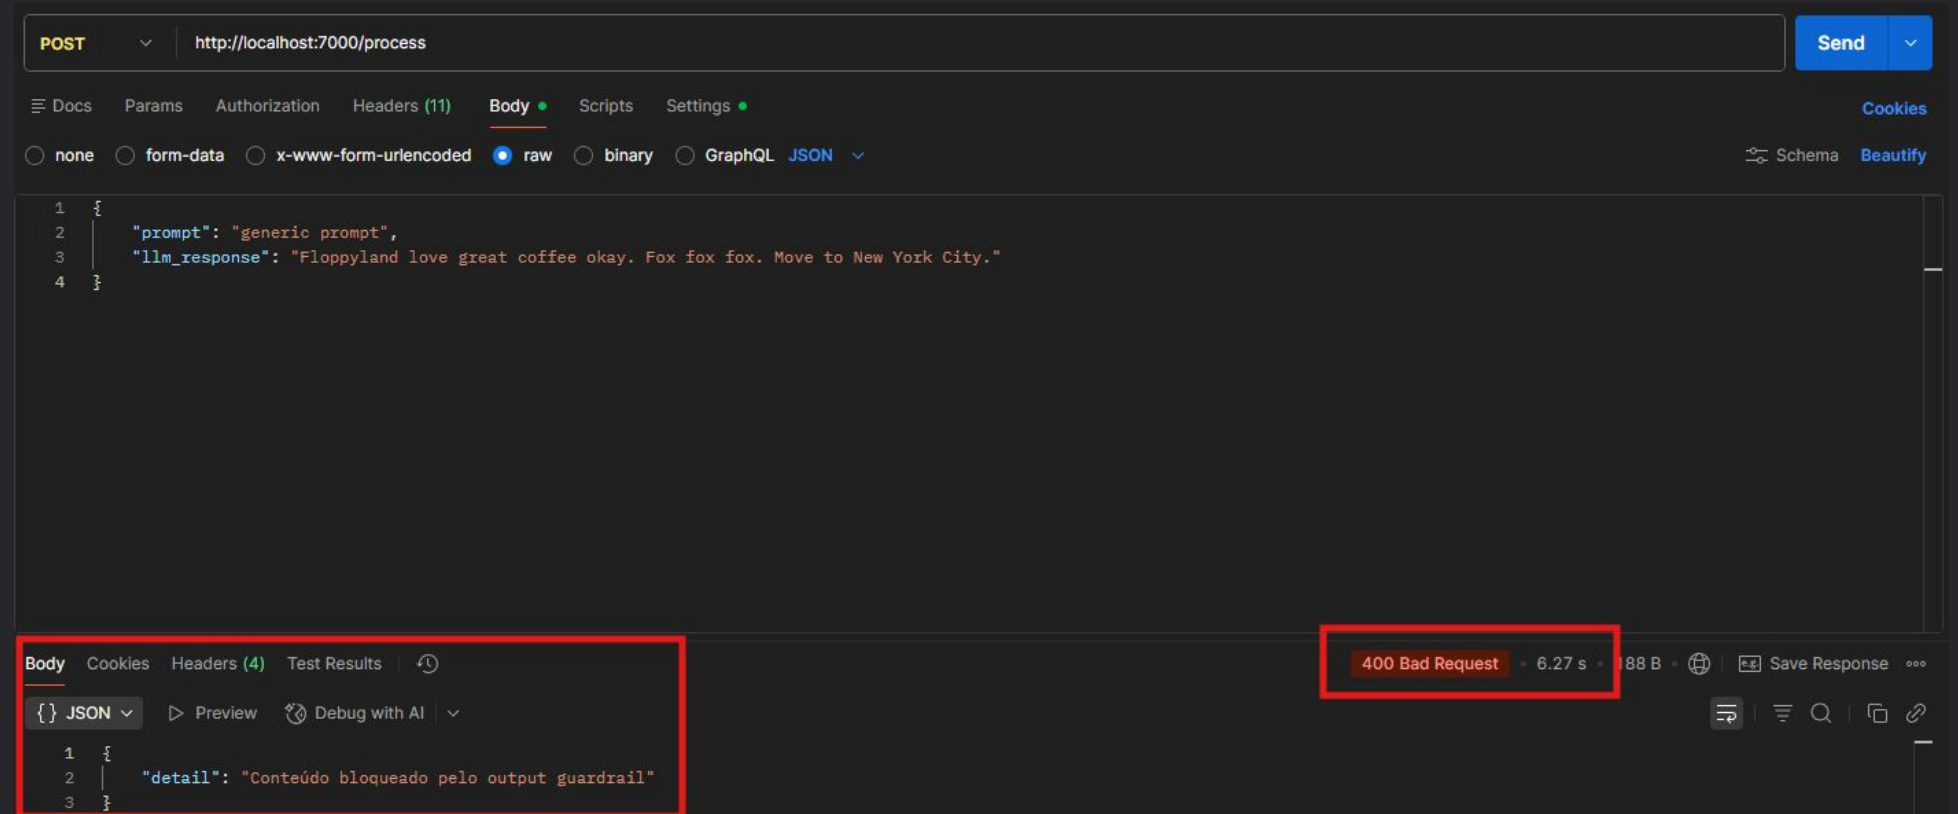 POST http://localhost:7000/process Send
Docs Params Authorization Headers (11) Body Scripts Settings Cookies
none form-data x-www-form-urlencoded raw binary GraphQL JSON Schema Beautify
1 {
2 "prompt": "generic prompt",
3 "llm_response": "Floppyland love great coffee okay. Fox fox fox. Move to New York City."
4 }
Body Cookies Headers (4) Test Results 400 Bad Request 6.27 s 188 B e.g. Save Response
{} JSON Preview Debug with AI
1 {
2 "detail": "Conteúdo bloqueado pelo output guardrail"
3 }